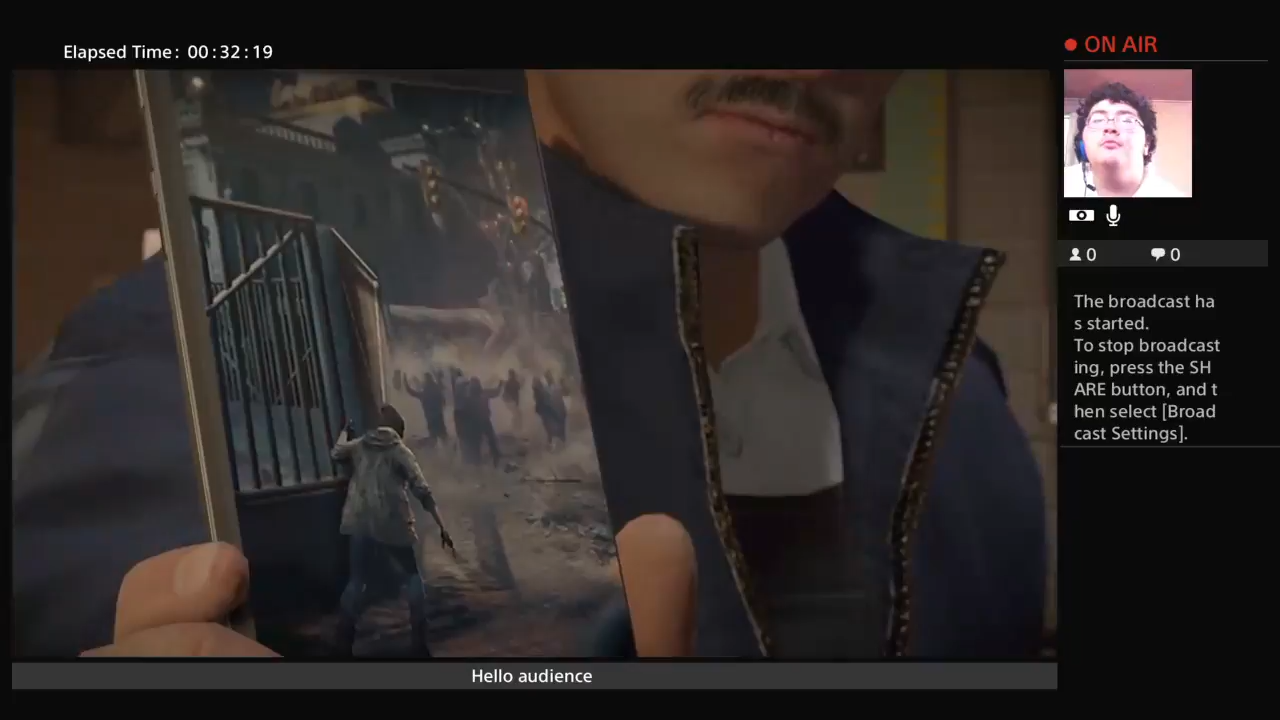 Elapsed Time: 00:32:19
ON AIR
0
0
The broadcast ha
s started.
To stop broadcast
ing, press the SH
ARE button, and t
hen select [Broad
cast Settings].
Hello audience